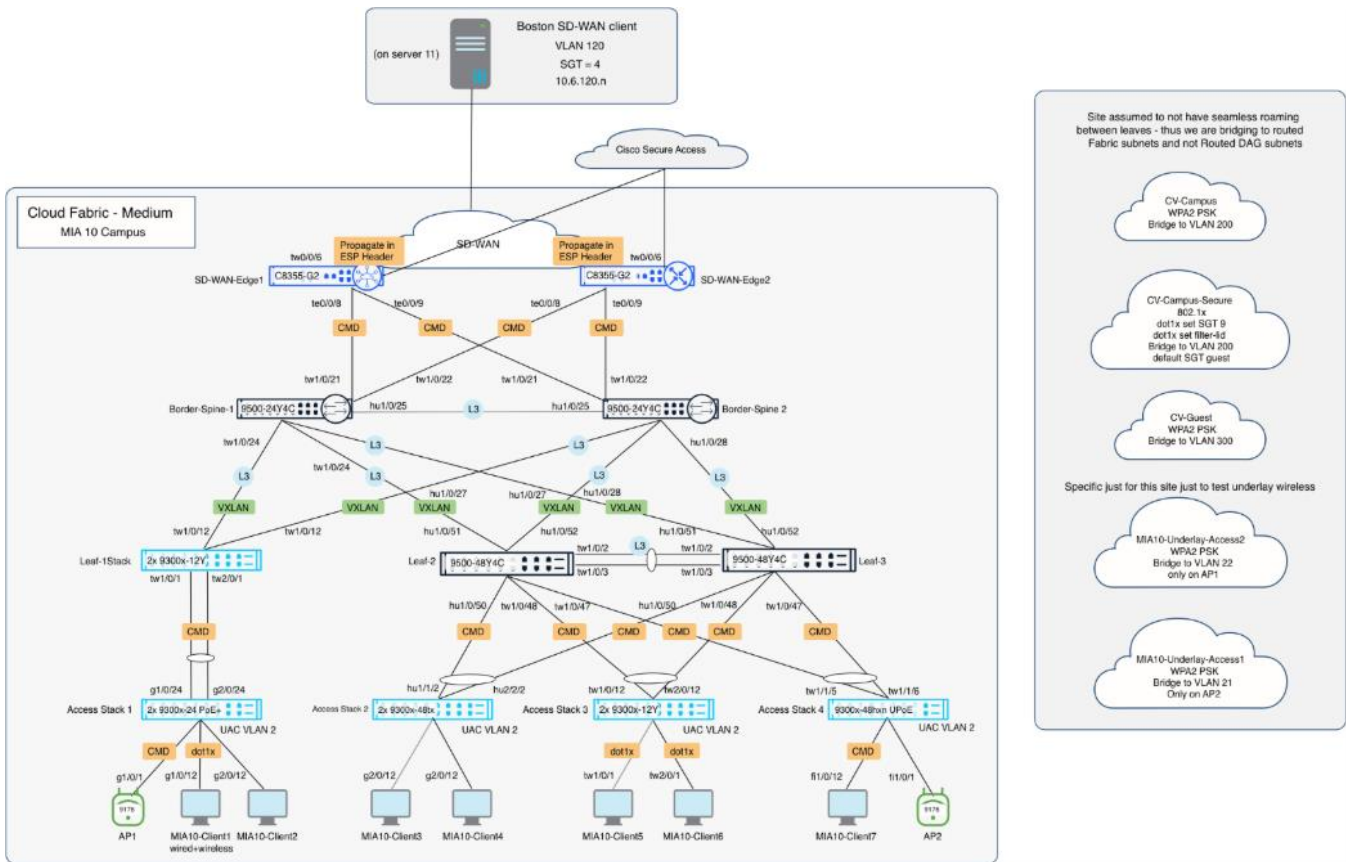 Boston SD-WAN client
(on server 11)
VLAN 120
SGT = 4
10.6.120.n
Cisco Secure Access
Cloud Fabric - Medium
MIA 10 Campus
SD-WAN
Propagate in
ESP Header
Propagate in
ESP Header
tw0/0/6
tw0/0/6
SD-WAN-Edge1
C8355-G2
C8355-G2
SD-WAN-Edge2
te0/0/8
te0/0/9
te0/0/8
te0/0/9
CMD
CMD
CMD
CMD
tw1/0/21
tw1/0/22
tw1/0/21
tw1/0/22
Border-Spine-1
9500-24Y4C
hu1/0/25
L3
hu1/0/25
9500-24Y4C
Border-Spine 2
tw1/0/24
L3
tw1/0/24
L3
hu1/0/28
L3
L3
L3
L3
hu1/0/27
hu1/0/27
hu1/0/28
VXLAN
VXLAN
VXLAN
VXLAN
VXLAN
VXLAN
tw1/0/12
tw1/0/12
hu1/0/51
hu1/0/52
hu1/0/51
hu1/0/52
Leaf-1Stack
2x 9300x-12Y
Leaf-2
9500-48Y4C
tw1/0/2
L3
tw1/0/2
tw1/0/3
tw1/0/3
9500-48Y4C
Leaf-3
tw1/0/1
tw2/0/1
hu1/0/50
tw1/0/48
tw1/0/47
hu1/0/50
tw1/0/48
tw1/0/47
CMD
CMD
CMD
CMD
CMD
CMD
CMD
g1/0/24
g2/0/24
hu1/1/2
hu2/2/2
tw1/0/12
tw2/0/12
tw1/1/5
tw1/1/6
Access Stack 1
2x 9300x-24 PoE+
UAC VLAN 2
Access Stack 2
2x 9300x-48tx
UAC VLAN 2
Access Stack 3
2x 9300x-12Y
UAC VLAN 2
Access Stack 4
9300x-48hxn UPoE
UAC VLAN 2
CMD
dot1x
dot1x
dot1x
CMD
g1/0/1
g1/0/12
g2/0/12
g2/0/12
g2/0/12
tw1/0/1
tw2/0/1
fi1/0/12
fi1/0/1
9178
9178
AP1
MIA10-Client1
wired+wireless
MIA10-Client2
MIA10-Client3
MIA10-Client4
MIA10-Client5
MIA10-Client6
MIA10-Client7
AP2
Site assumed to not have seamless roaming
between leaves - thus we are bridging to routed
Fabric subnets and not Routed DAG subnets
CV-Campus
WPA2 PSK
Bridge to VLAN 200
CV-Campus-Secure
802.1x
dot1x set SGT 9
dot1x set filter-iid
Bridge to VLAN 200
default SGT guest
CV-Guest
WPA2 PSK
Bridge to VLAN 300
Specific just for this site just to test underlay wireless
MIA10-Underlay-Access2
WPA2 PSK
Bridge to VLAN 22
only on AP1
MIA10-Underlay-Access1
WPA2 PSK
Bridge to VLAN 21
Only on AP2